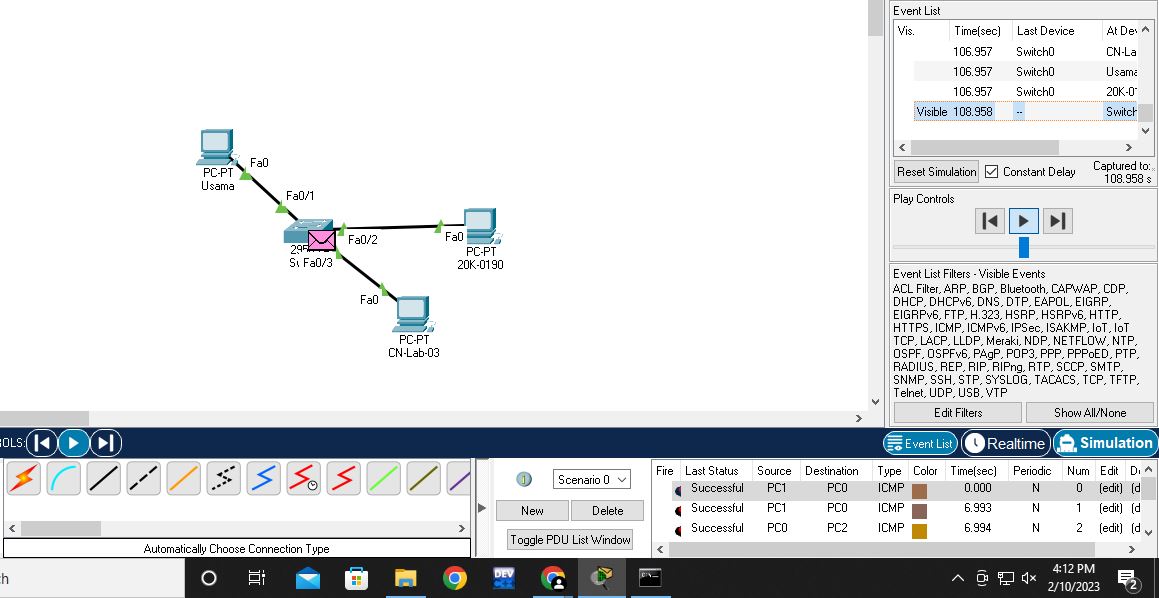 Event List
Vis. Time(sec) Last Device At Dev
106.957 Switch0 CN-La
106.957 Switch0 Usama
106.957 Switch0 20K-01
Visible 108.958 -- Switch
Reset Simulation Constant Delay Captured to:
108.958 s
Play Controls
Event List Filters - Visible Events
ACL Filter, ARP, BGP, Bluetooth, CAPWAP, CDP,
DHCP, DHCPv6, DNS, DTP, EAPOL, EIGRP,
EIGRPv6, FTP, H.323, HSRP, HSRPv6, HTTP,
HTTPS, ICMP, ICMPv6, IPSec, ISAKMP, IoT, IoT
TCP, LACP, LLDP, Meraki, NDP, NETFLOW, NTP,
OSPF, OSPFv6, PAgP, POP3, PPP, PPPoED, PTP,
RADIUS, REP, RIP, RIPng, RTP, SCCP, SMTP,
SNMP, SSH, STP, SYSLOG, TACACS, TCP, TFTP,
Telnet, UDP, USB, VTP
Edit Filters Show All/None
PC-PT
Usama
Fa0
Fa0/1
Fa0/2
Fa0
PC-PT
20K-0190
295
Fa0/3
Fa0
PC-PT
CN-Lab-03
OLS:
Event List Realtime Simulation
Automatically Choose Connection Type
Scenario 0
New Delete
Toggle PDU List Window
Fire Last Status Source Destination Type Color Time(sec) Periodic Num Edit De
Successful PC1 PC0 ICMP 0.000 N 0 (edit) (d
Successful PC1 PC0 ICMP 6.993 N 1 (edit) (d
Successful PC0 PC2 ICMP 6.994 N 2 (edit) (d
ch
DEV
4:12 PM
2/10/2023
2